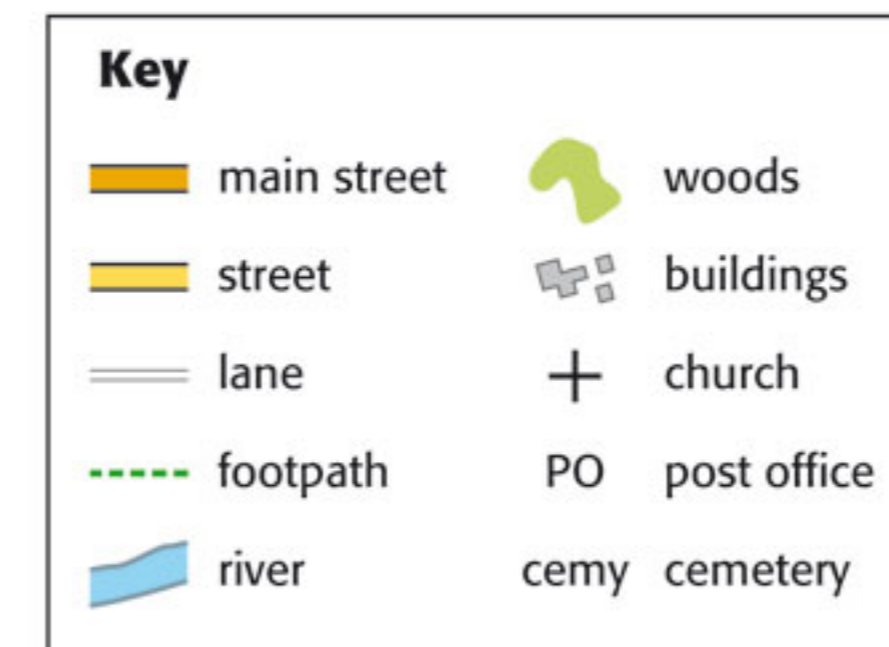 Key
main street
woods
street
buildings
lane
church
footpath
PO post office
river
cemy cemetery